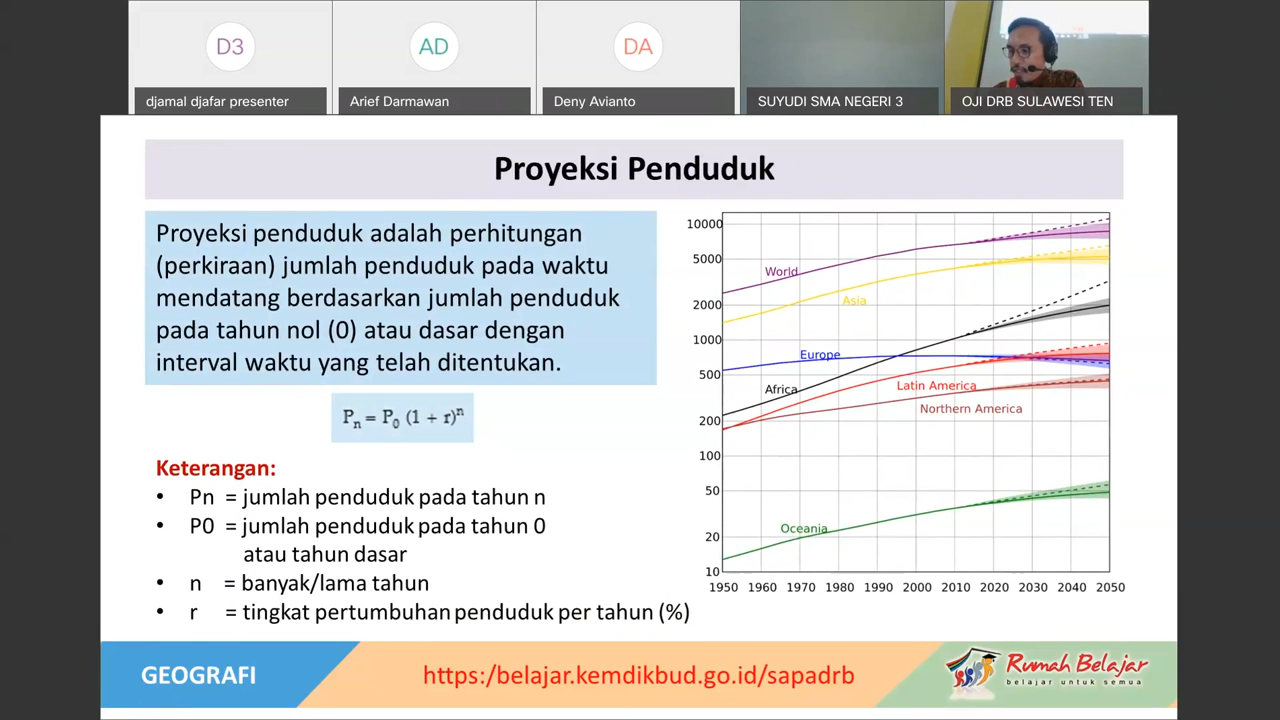 D3
AD
DA
djamal djafar presenter
Arief Darmawan
Deny Avianto
SUYUDI SMA NEGERI 3
OJI DRB SULAWESI TEN
Proyeksi Penduduk
Proyeksi penduduk adalah perhitungan
(perkiraan) jumlah penduduk pada waktu
mendatang berdasarkan jumlah penduduk
pada tahun nol (0) atau dasar dengan
interval waktu yang telah ditentukan.
Pn = P0 (1 + r)^n
Keterangan:
• Pn = jumlah penduduk pada tahun n
• P0 = jumlah penduduk pada tahun 0
atau tahun dasar
• n = banyak/lama tahun
• r = tingkat pertumbuhan penduduk per tahun (%)
10000
5000
2000
1000
500
200
100
50
20
10
World
Asia
Europe
Africa
Latin America
Northern America
Oceania
1950 1960 1970 1980 1990 2000 2010 2020 2030 2040 2050
GEOGRAFI
https:/belajar.kemdikbud.go.id/sapadrb
Rumah Belajar
belajar untuk semua